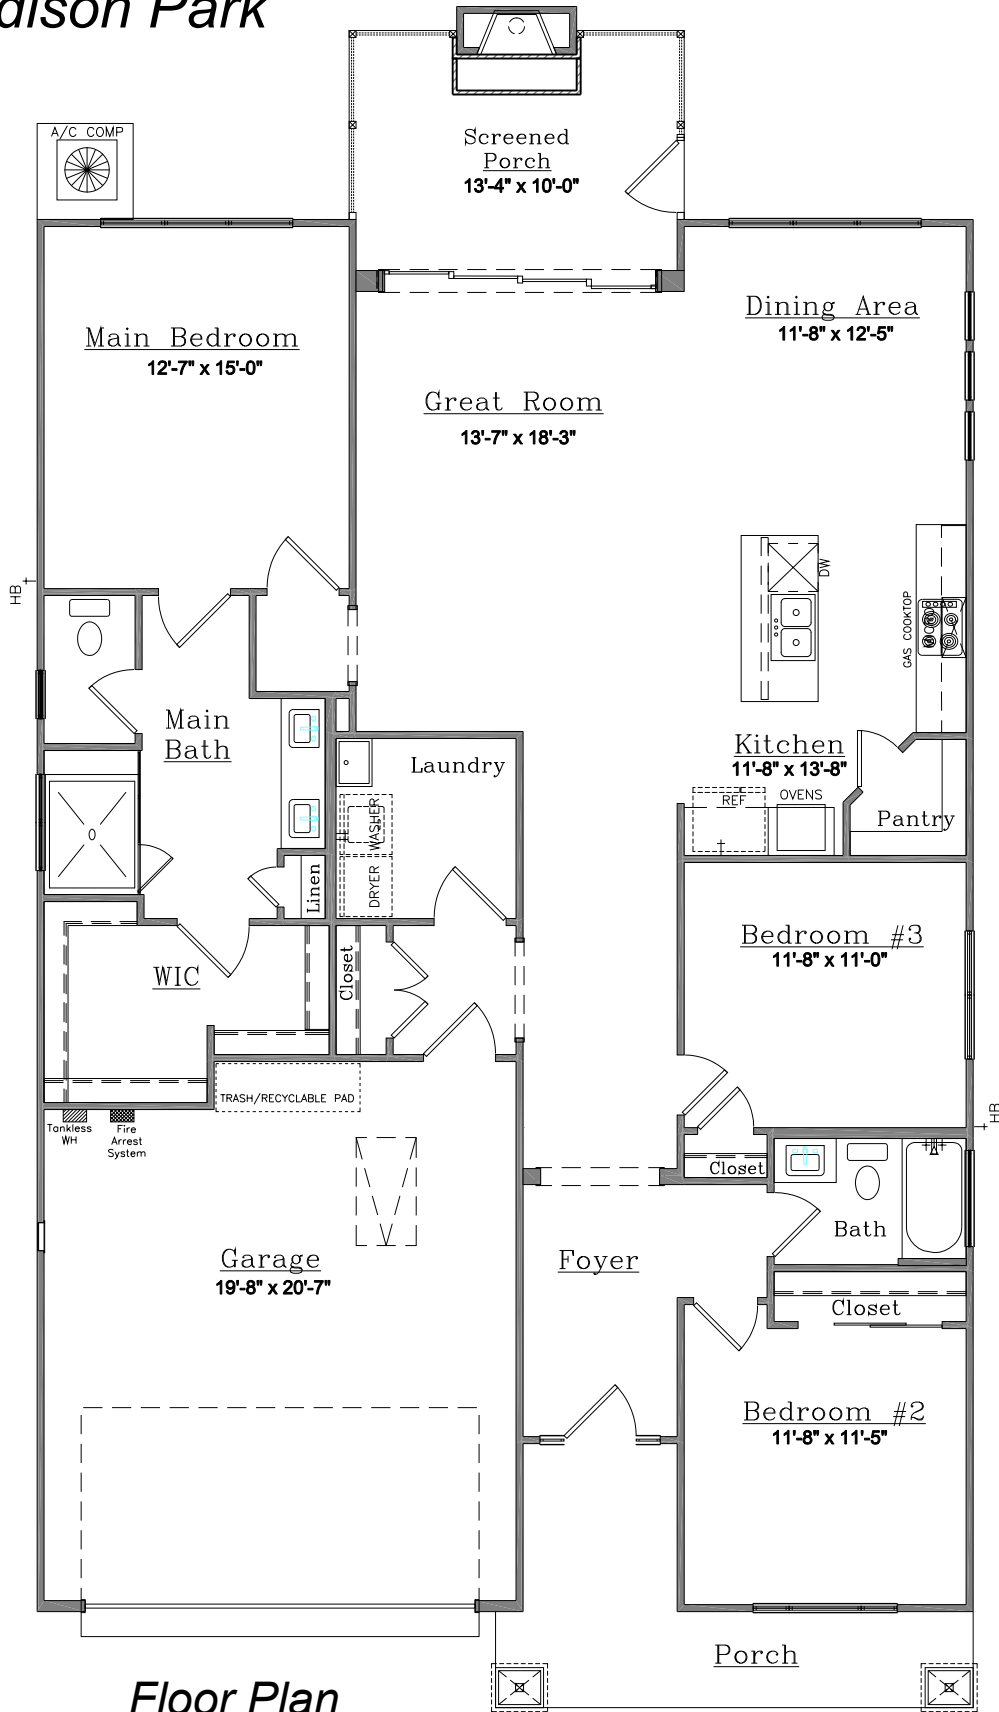 dison Park
A/C COMP
Screened
Porch
13'-4" x 10'-0"
Main Bedroom
12'-7" x 15'-0"
Dining Area
11'-8" x 12'-5"
Great Room
13'-7" x 18'-3"
HB
DW
GAS COOKTOP
Main
Bath
Laundry
Kitchen
11'-8" x 13'-8"
REF
OVENS
Pantry
WASHER
DRYER
Linen
Closet
WIC
Bedroom #3
11'-8" x 11'-0"
TRASH/RECYCLABLE PAD
Tankless
WH
Fire
Arrest
System
HB
Closet
Bath
Foyer
Garage
19'-8" x 20'-7"
Closet
Bedroom #2
11'-8" x 11'-5"
Porch
Floor Plan